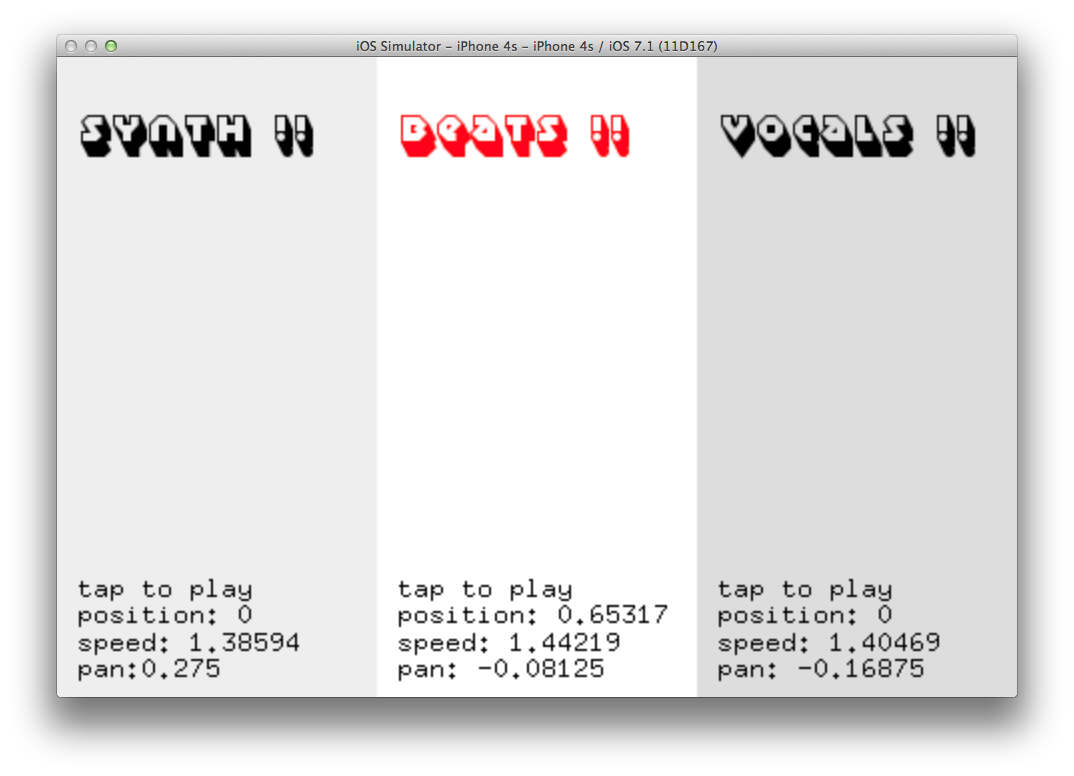 iOS Simulator – iPhone 4s – iPhone 4s / iOS 7.1 (11D167)
SYNTH !!
BEATS !!
VOCALS !!
tap to play
position: 0
speed: 1.38594
pan:0.275
tap to play
position: 0.65317
speed: 1.44219
pan: -0.08125
tap to play
position: 0
speed: 1.40469
pan: -0.16875